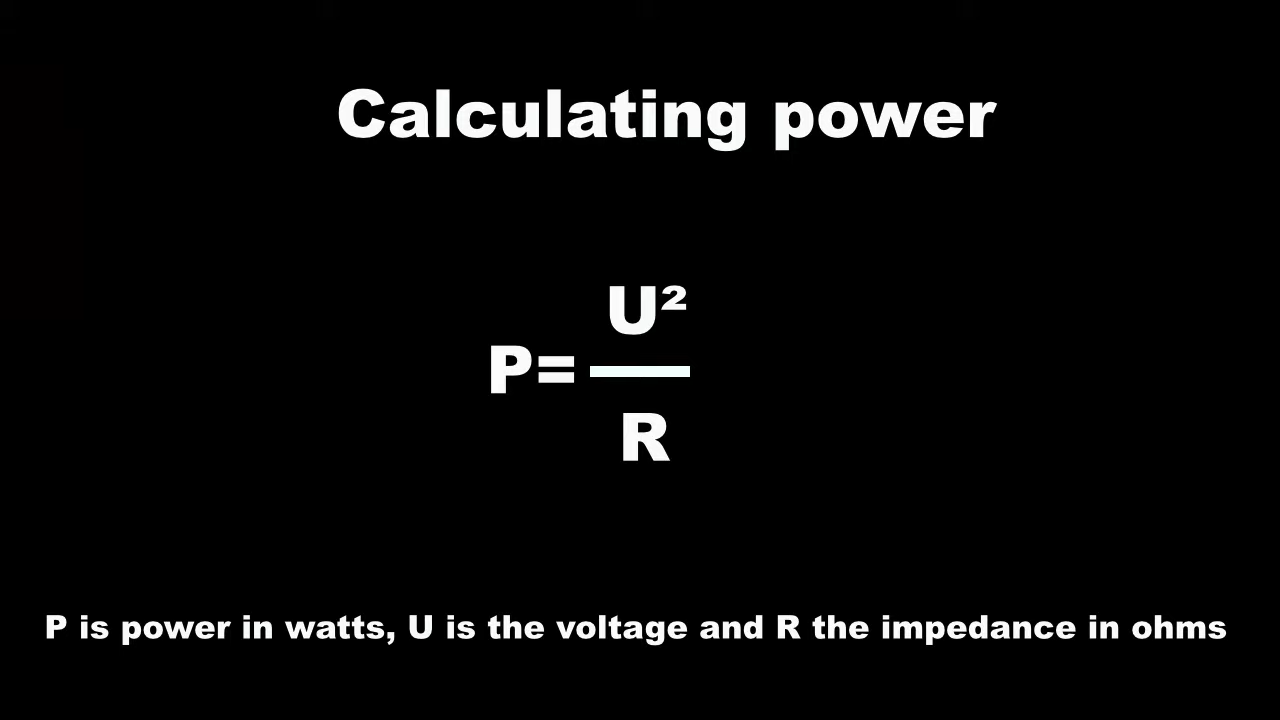 Calculating power
U²
P=
R
P is power in watts, U is the voltage and R the impedance in ohms